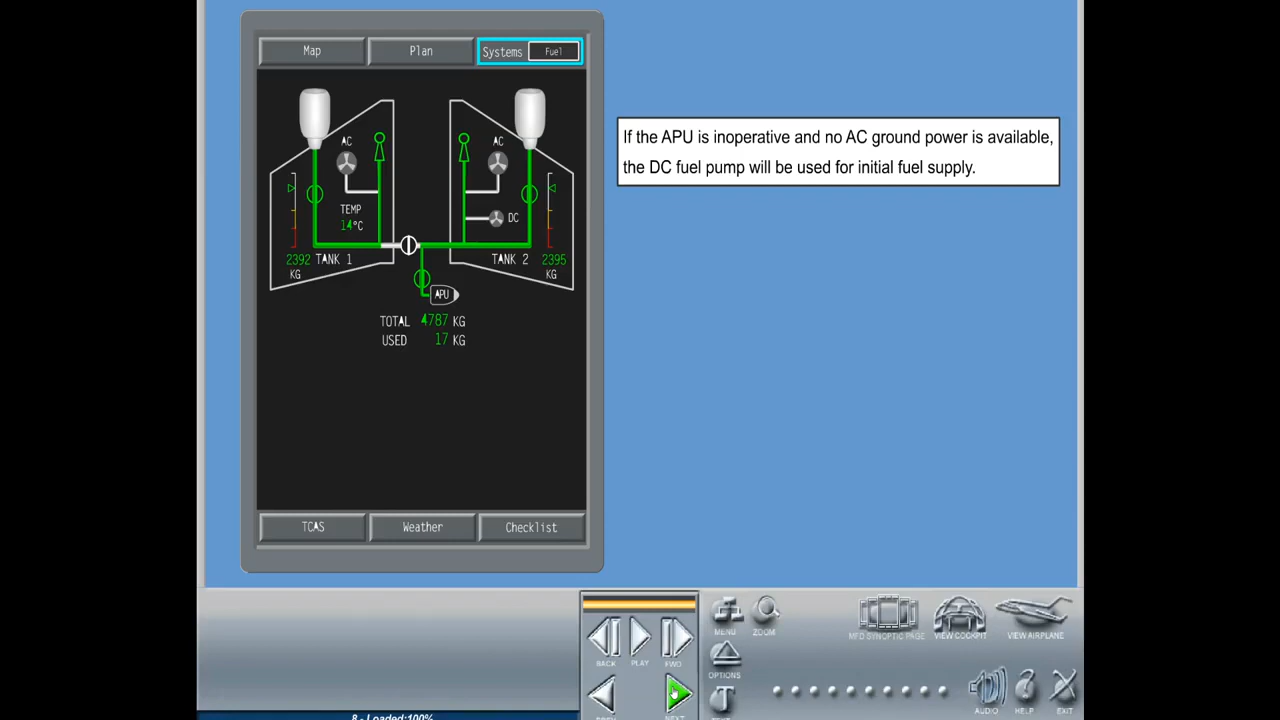 Map Plan Systems Fuel
If the APU is inoperative and no AC ground power is available,
the DC fuel pump will be used for initial fuel supply.
AC AC
TEMP
14°C
DC
2392 TANK 1 TANK 2 2395
KG KG
APU
TOTAL 4787 KG
USED 17 KG
TCAS Weather Checklist
BACK PLAY FWD
MENU ZOOM
MFD SYNOPTIC PAGE VIEW COCKPIT VIEW AIRPLANE
OPTIONS
AUDIO HELP EXIT
8 - Loaded:100%